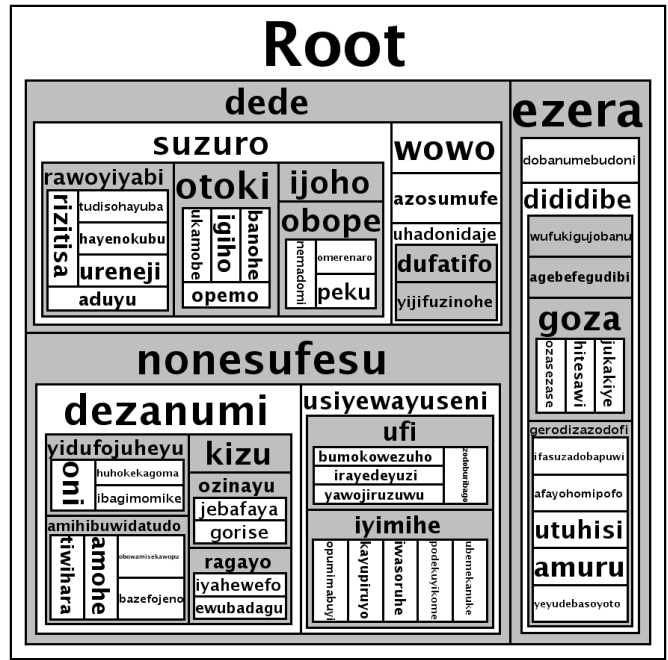 Root
dede
suzuro
rawoyiyabi
rizitisa
tudisohayuba
hayenokubu
ureneji
aduyu
otoki
ukamobe
igiho
banohe
opemo
ijoho
obope
nemadomi
omerenaro
peku
wowo
azosumufe
uhadonidaje
dufatifo
yijifuzinohe
nonesufesu
dezanumi
yidufojuheyu
oni
huhokekagoma
ibagimomike
amihibuwidatudo
tiwihara
amohe
obowamisekawopu
bazefojeno
kizu
ozinayu
jebafaya
gorise
ragayo
iyahewefo
ewubadagu
usiyewayuseni
ufi
bumokowezuho
irayedeyuzi
yawojiruzuwu
zodoburibago
iyimihe
opumimabuyi
kayupiruyo
iwasoruhe
podekuyikome
ubemekanuke
ezera
dobanumebudoni
dididibe
wufukigujobanu
agebefegudibi
goza
ozasezase
hitesawi
jukakiye
gerodizazodofi
ifasuzadobapuwi
afayohomipofo
utuhisi
amuru
yeyudebasoyoto